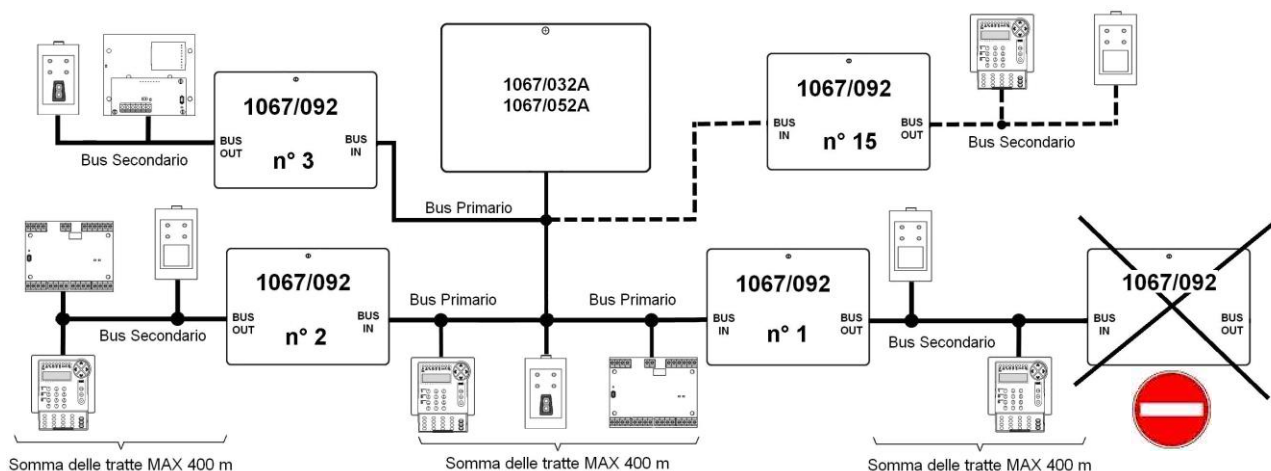 1067/032A
1067/052A
1067/092
BUS OUT
BUS IN
n° 3
Bus Secondario
1067/092
BUS IN
BUS OUT
n° 15
Bus Secondario
Bus Primario
1067/092
BUS OUT
BUS IN
n° 2
Bus Secondario
Bus Primario
Bus Primario
1067/092
BUS IN
BUS OUT
n° 1
Bus Secondario
1067/092
BUS IN
BUS OUT
Somma delle tratte MAX 400 m
Somma delle tratte MAX 400 m
Somma delle tratte MAX 400 m